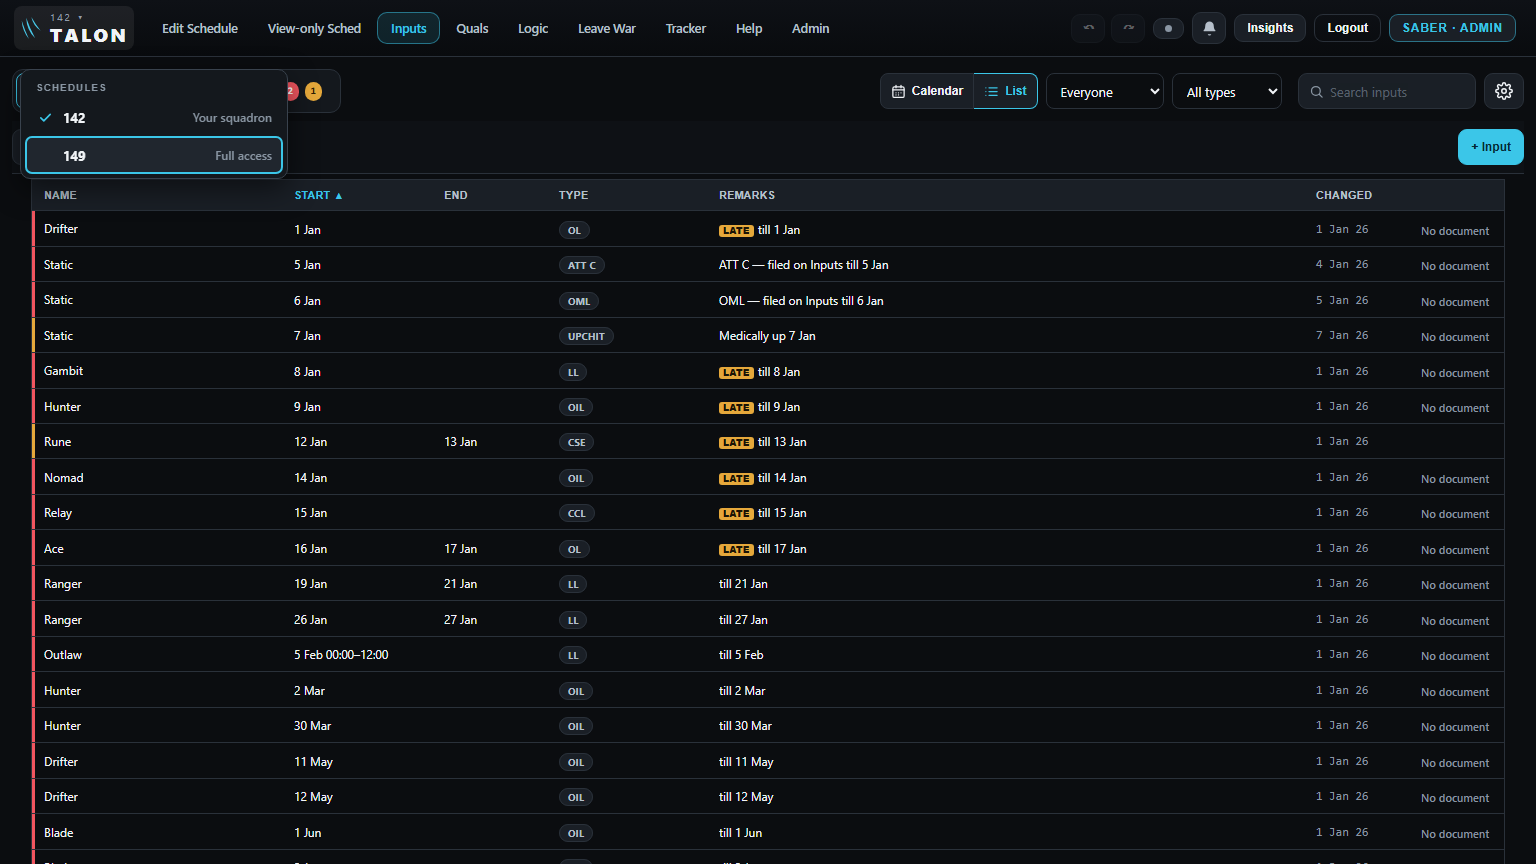 142 ▾
TALON
Edit Schedule
View-only Sched
Inputs
Quals
Logic
Leave War
Tracker
Help
Admin
Insights
Logout
SABER · ADMIN
SCHEDULES
142 Your squadron
149 Full access
2
1
Calendar
List
Everyone
All types
Search inputs
+ Input
NAME START ▲ END TYPE REMARKS CHANGED
Drifter 1 Jan OL LATE till 1 Jan 1 Jan 26 No document
Static 5 Jan ATT C ATT C — filed on Inputs till 5 Jan 4 Jan 26 No document
Static 6 Jan OML OML — filed on Inputs till 6 Jan 5 Jan 26 No document
Static 7 Jan UPCHIT Medically up 7 Jan 7 Jan 26 No document
Gambit 8 Jan LL LATE till 8 Jan 1 Jan 26 No document
Hunter 9 Jan OIL LATE till 9 Jan 1 Jan 26 No document
Rune 12 Jan 13 Jan CSE LATE till 13 Jan 1 Jan 26
Nomad 14 Jan OIL LATE till 14 Jan 1 Jan 26 No document
Relay 15 Jan CCL LATE till 15 Jan 1 Jan 26 No document
Ace 16 Jan 17 Jan OL LATE till 17 Jan 1 Jan 26 No document
Ranger 19 Jan 21 Jan LL till 21 Jan 1 Jan 26 No document
Ranger 26 Jan 27 Jan LL till 27 Jan 1 Jan 26 No document
Outlaw 5 Feb 00:00–12:00 LL till 5 Feb 1 Jan 26 No document
Hunter 2 Mar OIL till 2 Mar 1 Jan 26 No document
Hunter 30 Mar OIL till 30 Mar 1 Jan 26 No document
Drifter 11 May OIL till 11 May 1 Jan 26 No document
Drifter 12 May OIL till 12 May 1 Jan 26 No document
Blade 1 Jun OIL till 1 Jun 1 Jan 26 No document